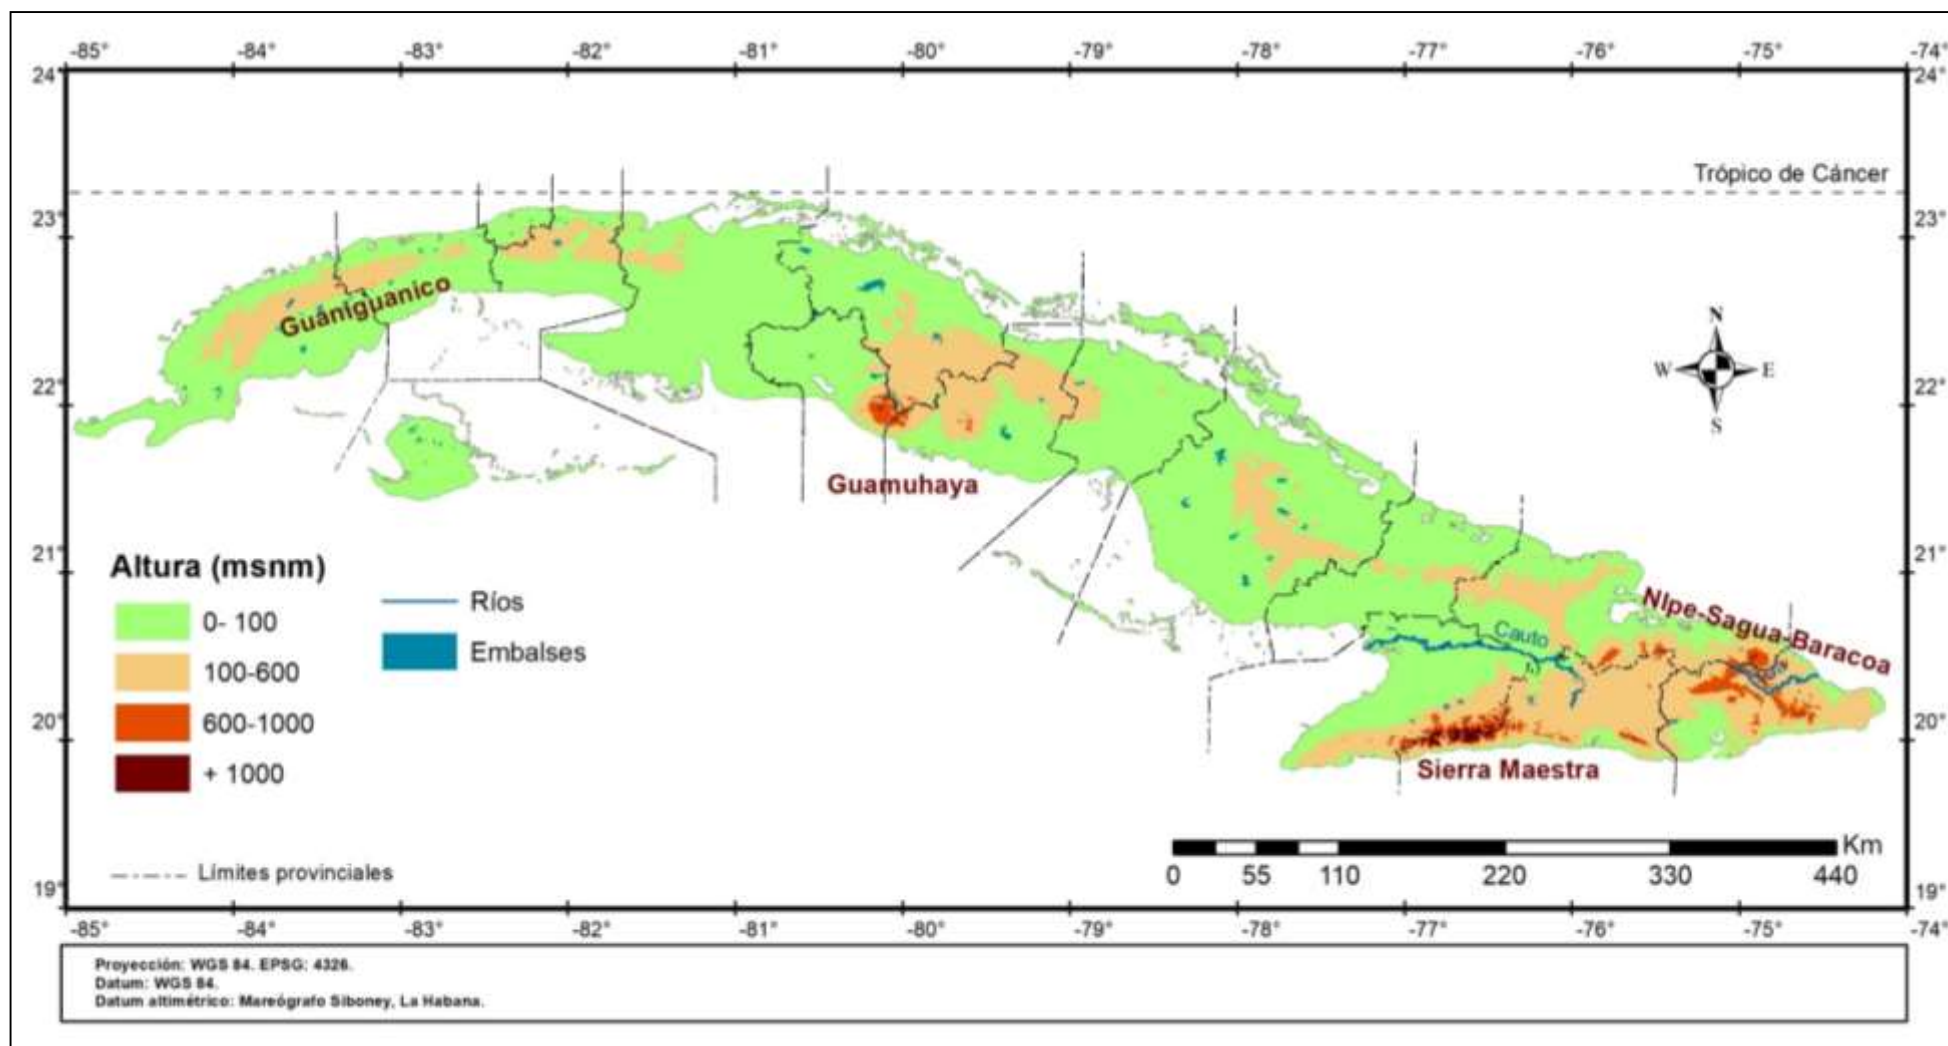 -85° -84° -83° -82° -81° -80° -79° -78° -77° -76° -75° -74°
24° 24°
Trópico de Cáncer
23° 23°
Guaniguanico
N
W E
S
22° 22°
Guamuhaya
21° 21°
Altura (msnm)
0- 100
100-600
600-1000
+ 1000
Ríos
Embalses
NIpe-Sagua-Baracoa
Cauto
20° 20°
Sierra Maestra
Km
0 55 110 220 330 440
Límites provinciales
19° 19°
-85° -84° -83° -82° -81° -80° -79° -78° -77° -76° -75° -74°
Proyección: WGS 84. EPSG: 4326.
Datum: WGS 84.
Datum altimétrico: Mareógrafo Siboney, La Habana.